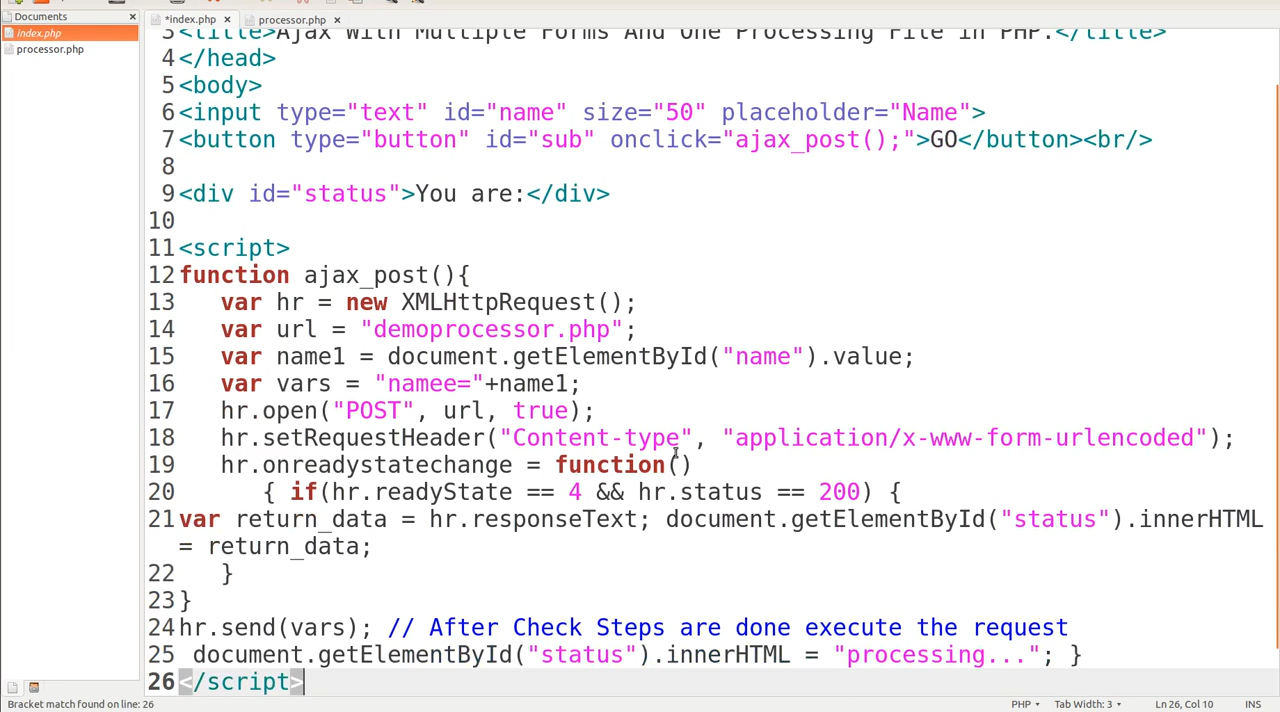 Documents
index.php
processor.php
*index.php
processor.php
3 <title>Ajax With Multiple Forms And One Processing File in PHP.</title>
4 </head>
5 <body>
6 <input type="text" id="name" size="50" placeholder="Name">
7 <button type="button" id="sub" onclick="ajax_post();">GO</button><br/>
8
9 <div id="status">You are:</div>
10
11 <script>
12 function ajax_post(){
13 var hr = new XMLHttpRequest();
14 var url = "demoprocessor.php";
15 var name1 = document.getElementById("name").value;
16 var vars = "namee="+name1;
17 hr.open("POST", url, true);
18 hr.setRequestHeader("Content-type", "application/x-www-form-urlencoded");
19 hr.onreadystatechange = function()
20 { if(hr.readyState == 4 && hr.status == 200) {
21 var return_data = hr.responseText; document.getElementById("status").innerHTML
= return_data;
22 }
23 }
24 hr.send(vars); // After Check Steps are done execute the request
25 document.getElementById("status").innerHTML = "processing..."; }
26 </script>
Bracket match found on line: 26
PHP
Tab Width: 3
Ln 26, Col 10
INS